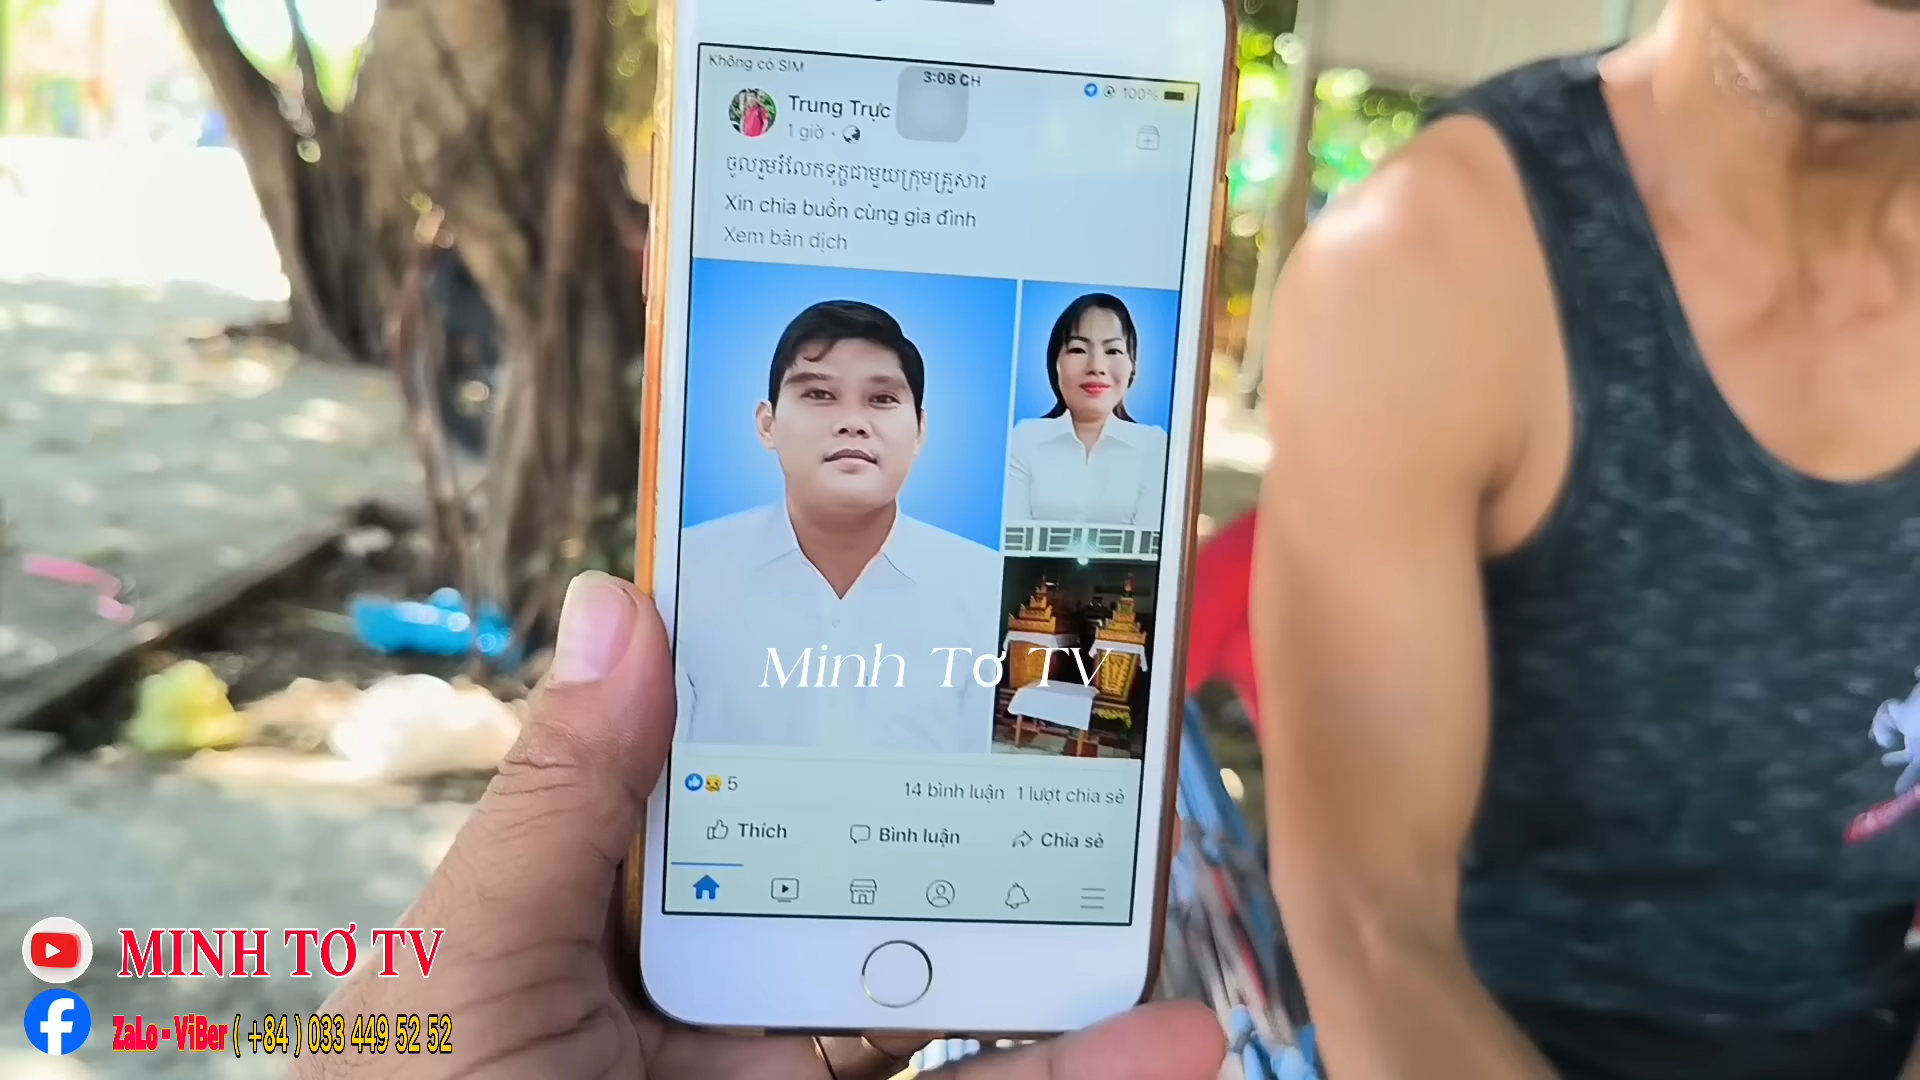 Không có SIM
3:08 CH
100%
Trung Trực
1 giờ ·
ចូលរួមរំលែកទុក្ខជាមួយក្រុមគ្រួសារ
Xin chia buồn cùng gia đình
Xem bản dịch
Minh Tơ TV
5
14 bình luận 1 lượt chia sẻ
Thích
Bình luận
Chia sẻ
MINH TƠ TV
ZaLo - ViBer ( +84 ) 033 449 52 52